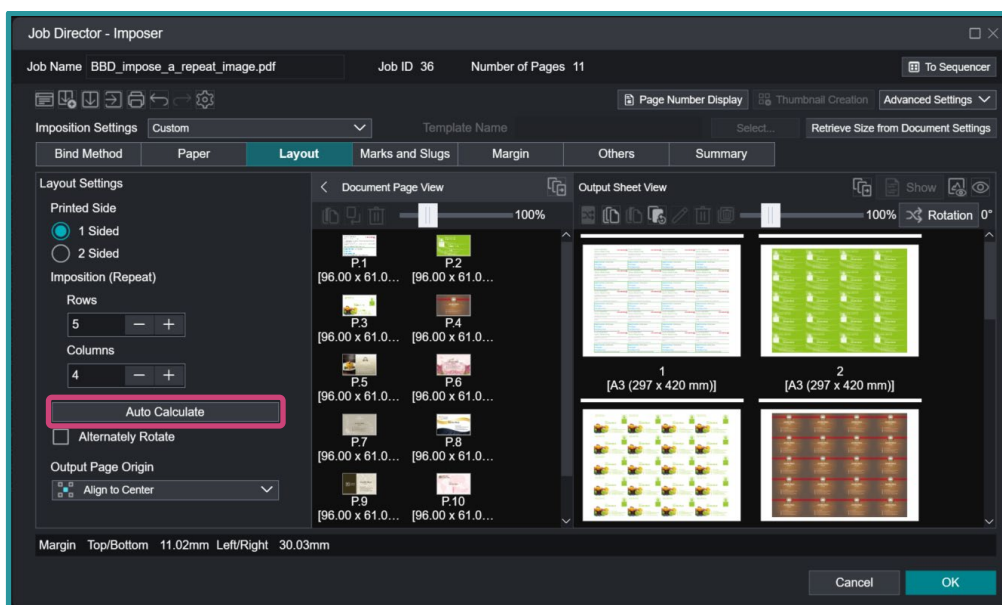 Job Director - Imposer
Job Name BBD_impose_a_repeat_image.pdf Job ID 36 Number of Pages 11 To Sequencer
Page Number Display Thumbnail Creation Advanced Settings
Imposition Settings Custom Template Name Select... Retrieve Size from Document Settings
Bind Method Paper Layout Marks and Slugs Margin Others Summary
Layout Settings
Printed Side
1 Sided
2 Sided
Imposition (Repeat)
Rows
5
Columns
4
Auto Calculate
Alternately Rotate
Output Page Origin
Align to Center
Document Page View
100%
P.1 P.2
[96.00 x 61.0... [96.00 x 61.0...
P.3 P.4
[96.00 x 61.0... [96.00 x 61.0...
P.5 P.6
[96.00 x 61.0... [96.00 x 61.0...
P.7 P.8
[96.00 x 61.0... [96.00 x 61.0...
P.9 P.10
[96.00 x 61.0... [96.00 x 61.0...
Output Sheet View Show
100% Rotation 0°
1 2
[A3 (297 x 420 mm)] [A3 (297 x 420 mm)]
Margin Top/Bottom 11.02mm Left/Right 30.03mm
Cancel OK